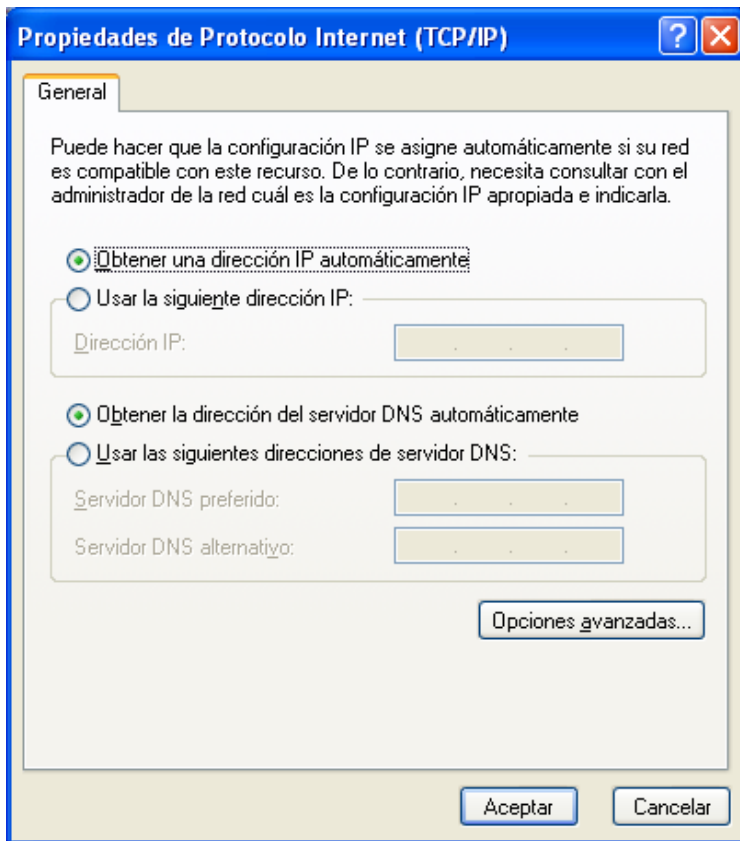 Propiedades de Protocolo Internet (TCP/IP)
General
Puede hacer que la configuración IP se asigne automáticamente si su red
es compatible con este recurso. De lo contrario, necesita consultar con el
administrador de la red cuál es la configuración IP apropiada e indicarla.
Obtener una dirección IP automáticamente
Usar la siguiente dirección IP:
Dirección IP:
Obtener la dirección del servidor DNS automáticamente
Usar las siguientes direcciones de servidor DNS:
Servidor DNS preferido:
Servidor DNS alternativo:
Opciones avanzadas...
Aceptar Cancelar